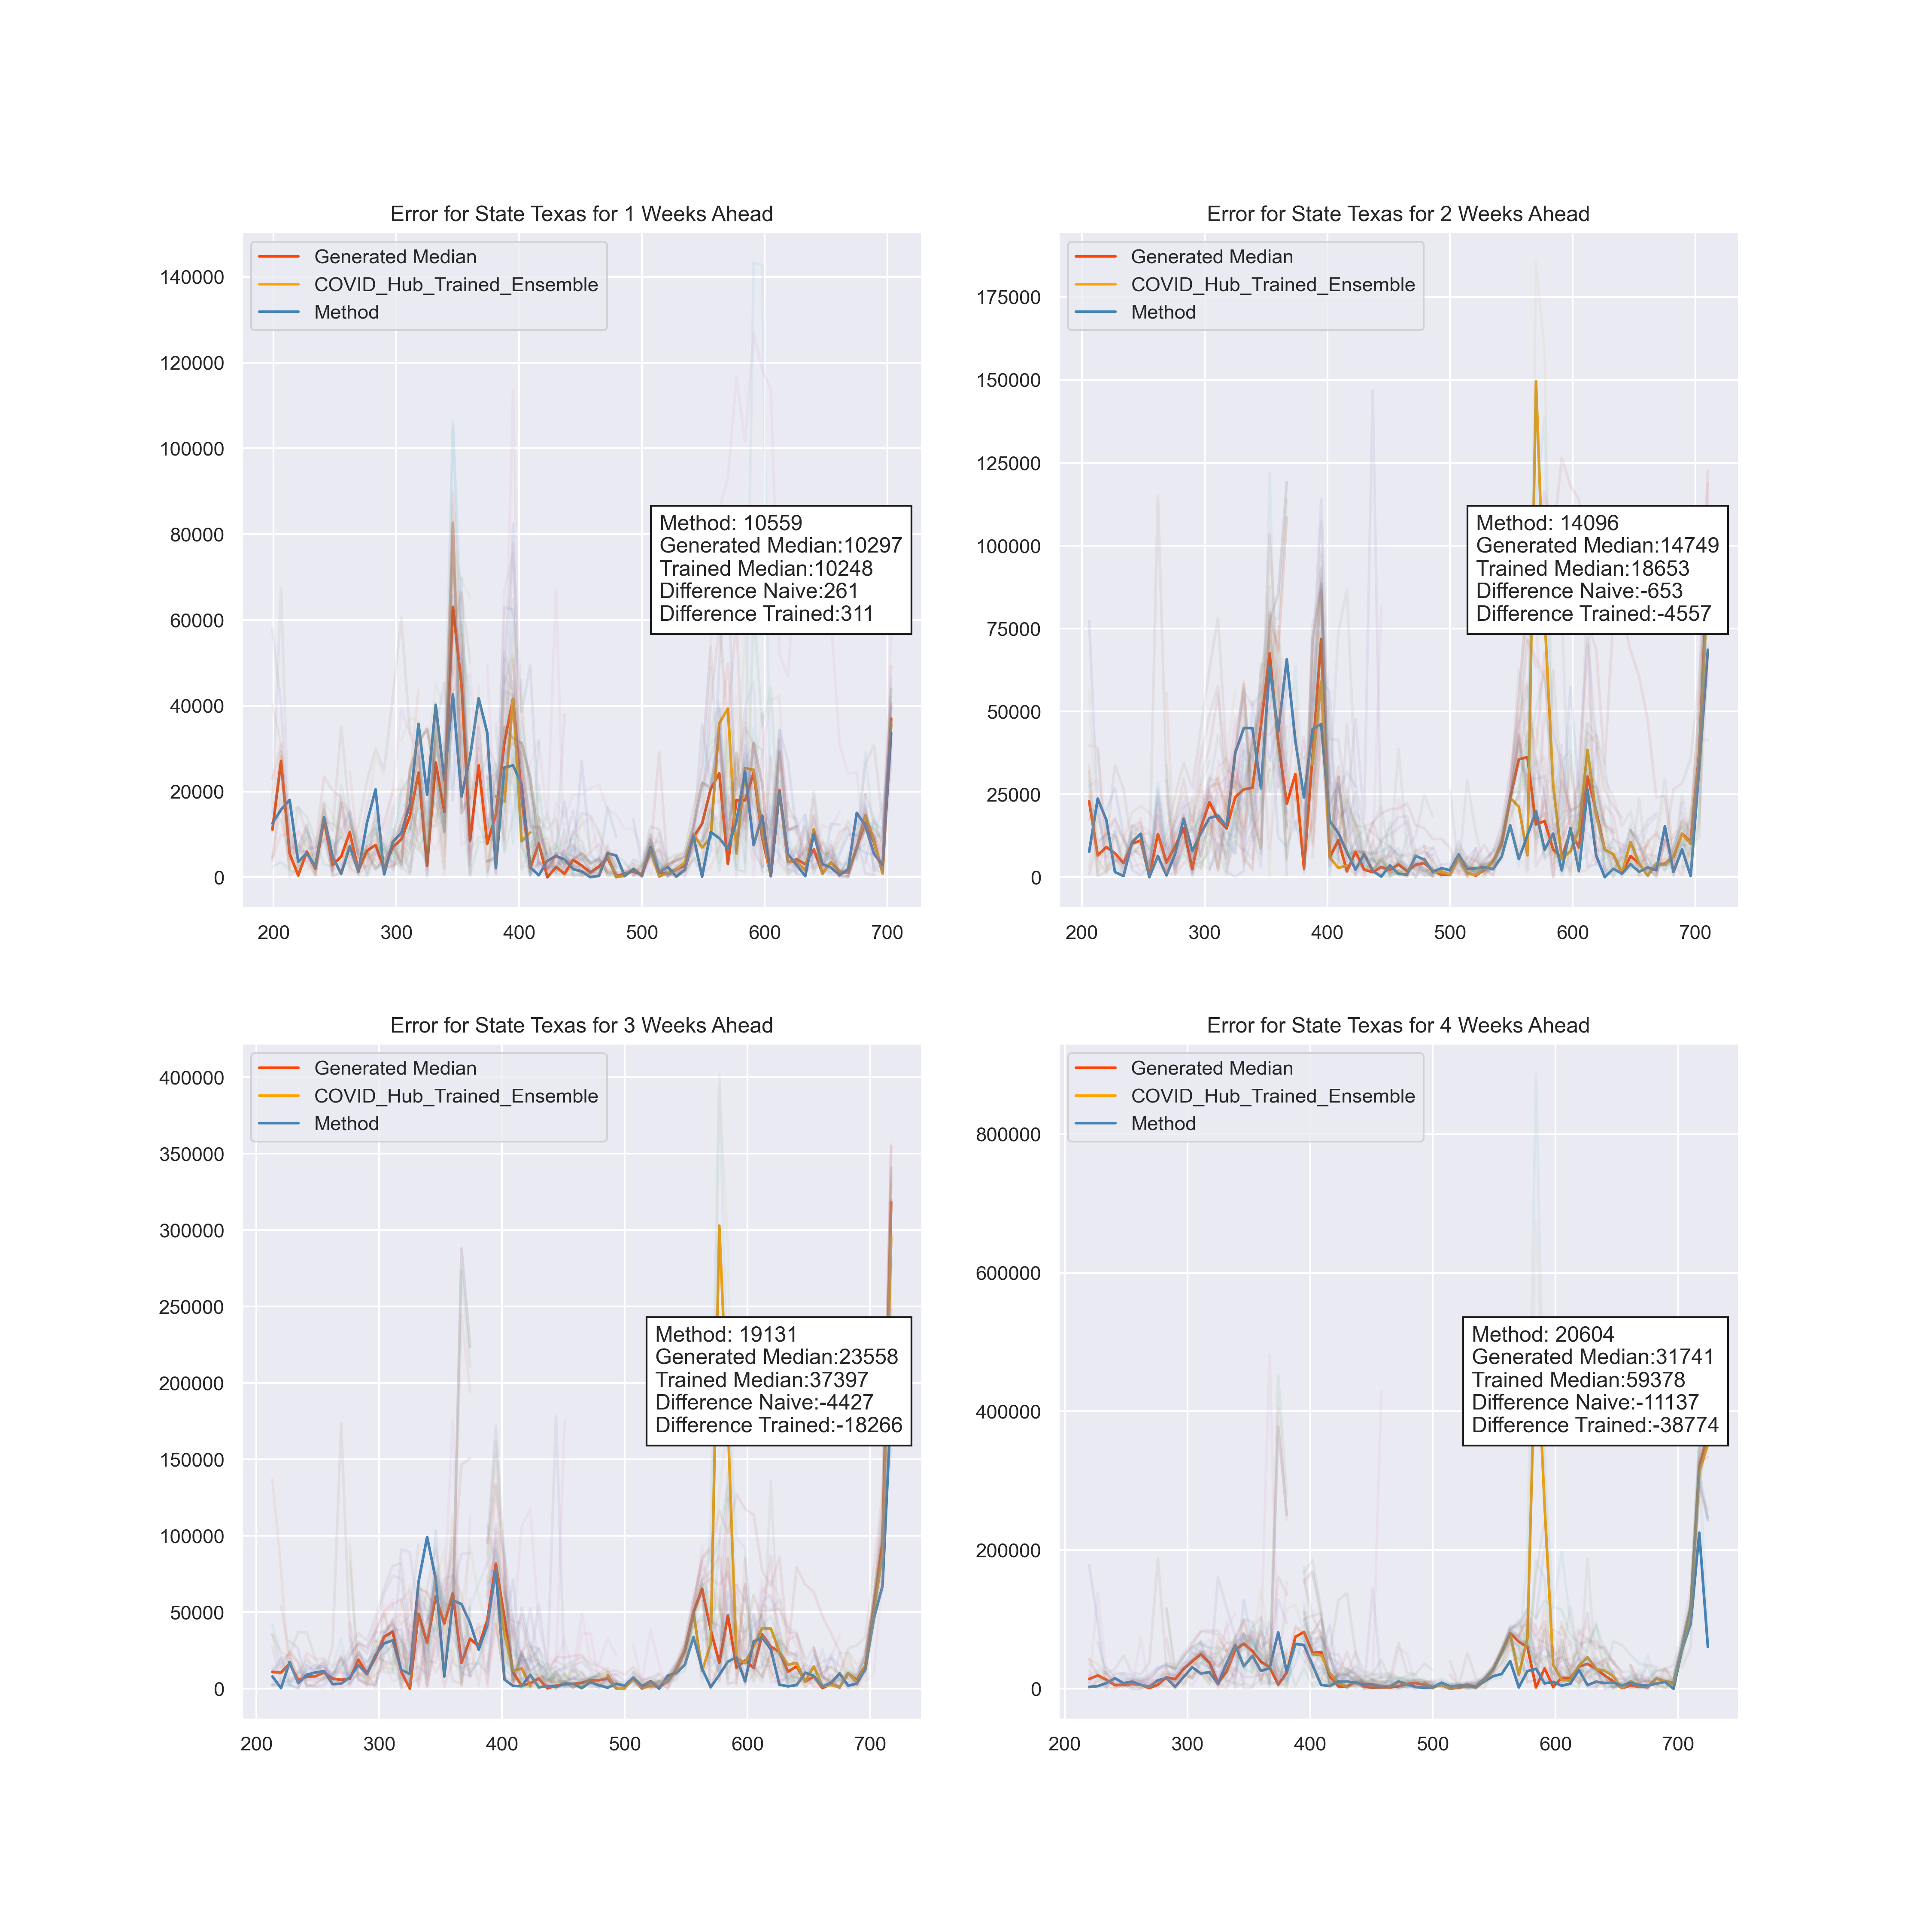 Error for State Texas for 1 Weeks Ahead
Generated Median
COVID_Hub_Trained_Ensemble
Method
140000
120000
100000
80000
60000
40000
20000
0
Method: 10559
Generated Median:10297
Trained Median:10248
Difference Naive:261
Difference Trained:311
200 300 400 500 600 700
Error for State Texas for 2 Weeks Ahead
Generated Median
COVID_Hub_Trained_Ensemble
Method
175000
150000
125000
100000
75000
50000
25000
0
Method: 14096
Generated Median:14749
Trained Median:18653
Difference Naive:-653
Difference Trained:-4557
200 300 400 500 600 700
Error for State Texas for 3 Weeks Ahead
Generated Median
COVID_Hub_Trained_Ensemble
Method
400000
350000
300000
250000
200000
150000
100000
50000
0
Method: 19131
Generated Median:23558
Trained Median:37397
Difference Naive:-4427
Difference Trained:-18266
200 300 400 500 600 700
Error for State Texas for 4 Weeks Ahead
Generated Median
COVID_Hub_Trained_Ensemble
Method
800000
600000
400000
200000
0
Method: 20604
Generated Median:31741
Trained Median:59378
Difference Naive:-11137
Difference Trained:-38774
200 300 400 500 600 700